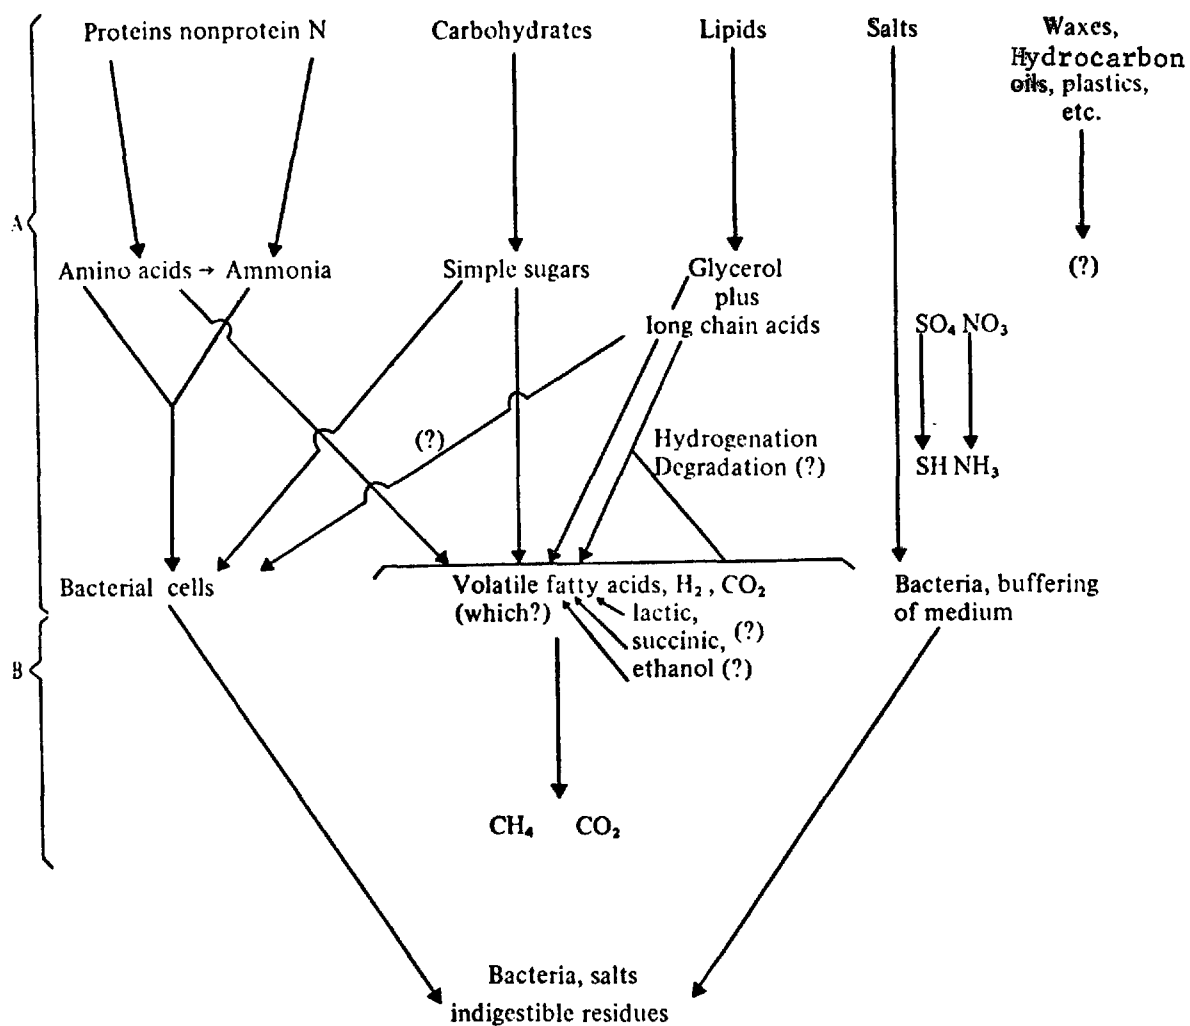 Proteins nonprotein N
Carbohydrates
Lipids
Salts
Waxes,
Hydrocarbon
oils, plastics,
etc.
A
Amino acids → Ammonia
Simple sugars
Glycerol
plus
long chain acids
(?)
SO₄ NO₃
(?)
Hydrogenation
Degradation (?)
SH NH₃
Bacterial cells
Volatile fatty acids, H₂, CO₂
(which?)
lactic,
succinic, (?)
ethanol (?)
Bacteria, buffering
of medium
B
CH₄ CO₂
Bacteria, salts
indigestible residues